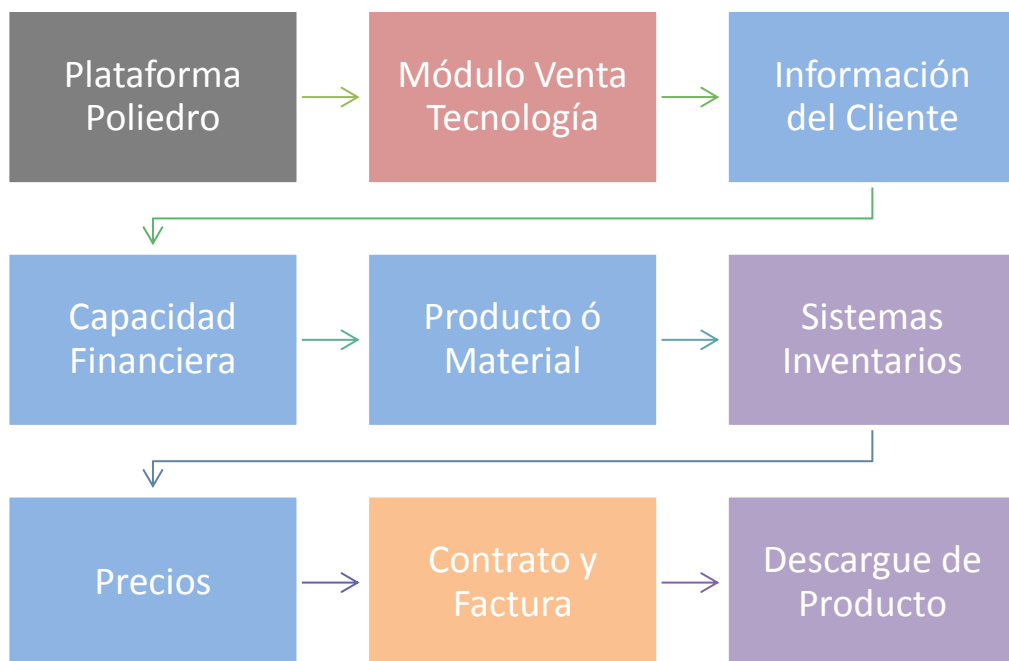 Plataforma
Poliedro
Módulo Venta
Tecnología
Información
del Cliente
Capacidad
Financiera
Producto ó
Material
Sistemas
Inventarios
Precios
Contrato y
Factura
Descargue de
Producto